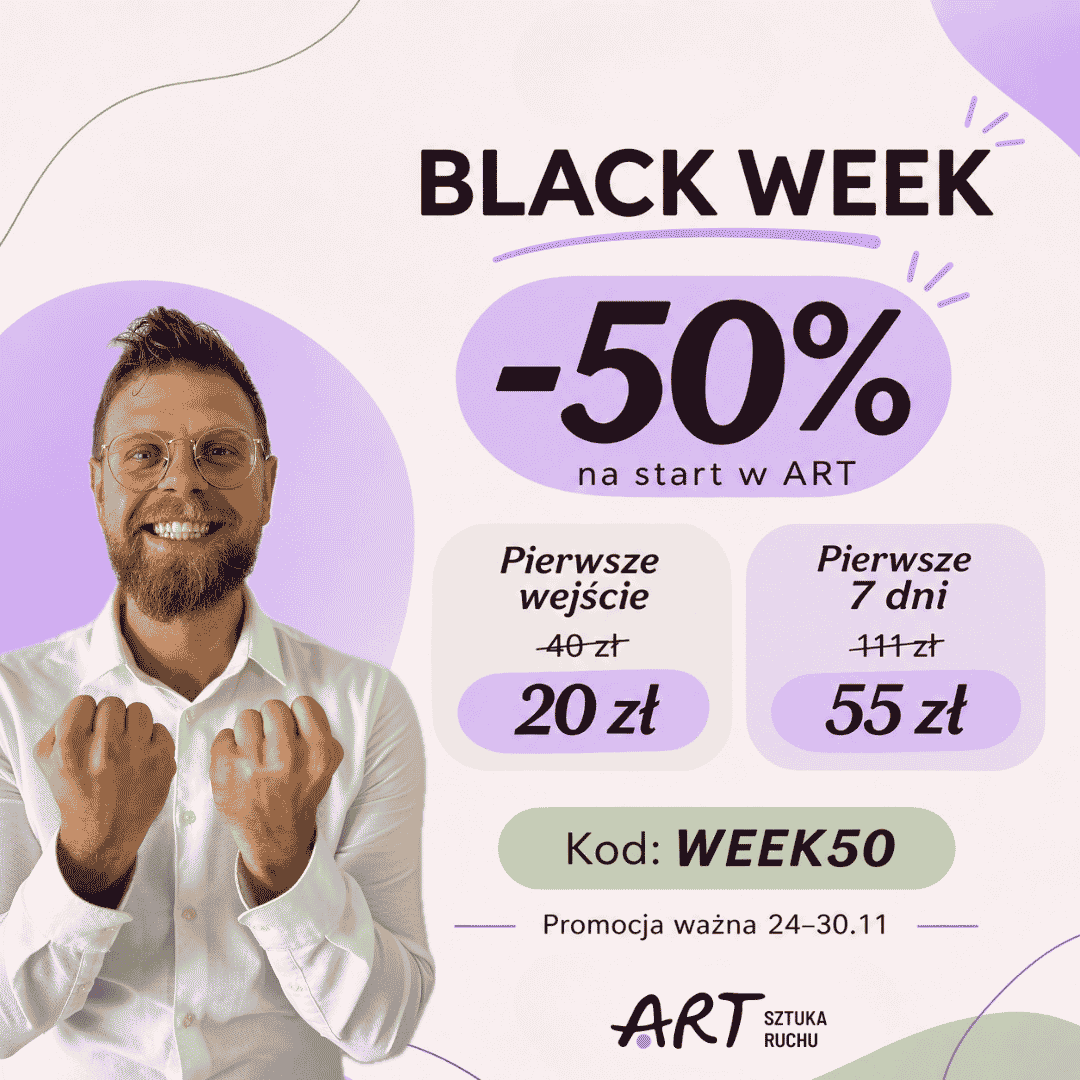 BLACK WEEK
-50%
na start w ART
Pierwsze
wejście
40 zł
20 zł
Pierwsze
7 dni
111 zł
55 zł
Kod: WEEK50
Promocja ważna 24–30.11
ART SZTUKA
RUCHU